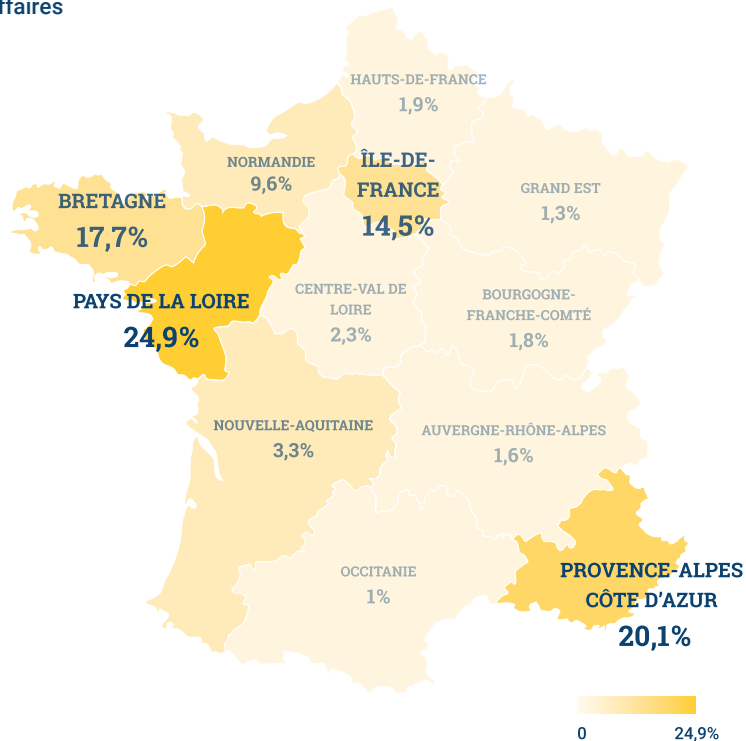 ffaires
HAUTS-DE-FRANCE
1,9%
NORMANDIE
9,6%
ÎLE-DE-
FRANCE
14,5%
GRAND EST
1,3%
BRETAGNE
17,7%
PAYS DE LA LOIRE
24,9%
CENTRE-VAL DE
LOIRE
2,3%
BOURGOGNE-
FRANCHE-COMTÉ
1,8%
NOUVELLE-AQUITAINE
3,3%
AUVERGNE-RHÔNE-ALPES
1,6%
OCCITANIE
1%
PROVENCE-ALPES
CÔTE D'AZUR
20,1%
0
24,9%